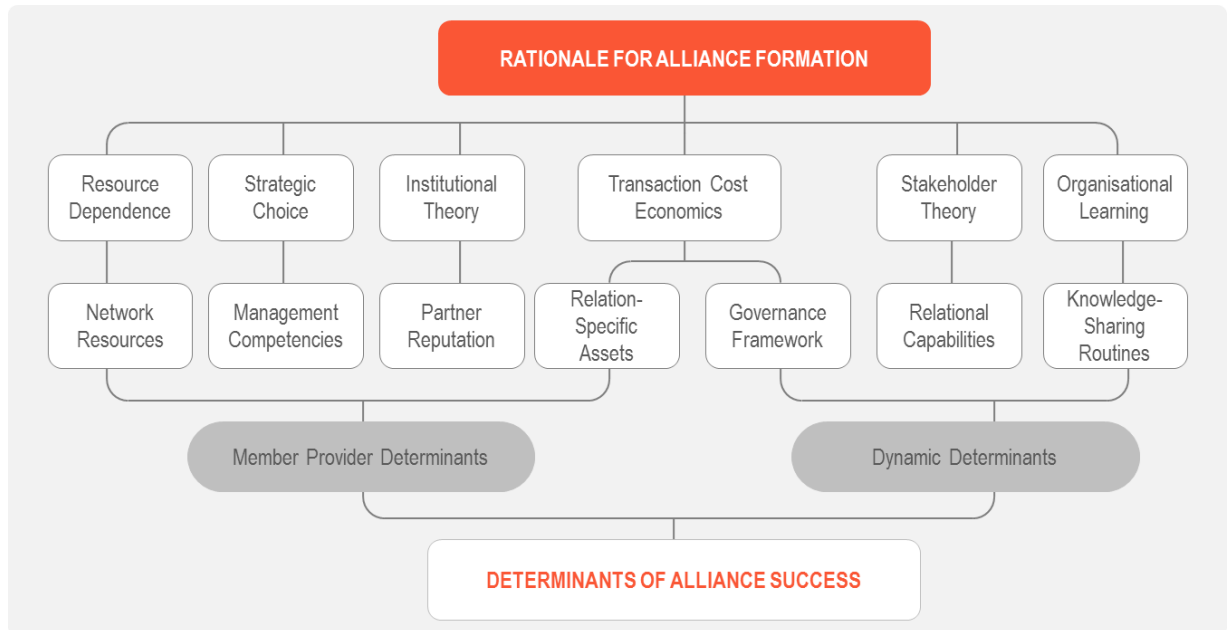 RATIONALE FOR ALLIANCE FORMATION
Resource
Dependence
Strategic
Choice
Institutional
Theory
Transaction Cost
Economics
Stakeholder
Theory
Organisational
Learning
Network
Resources
Management
Competencies
Partner
Reputation
Relation-
Specific
Assets
Governance
Framework
Relational
Capabilities
Knowledge-
Sharing
Routines
Member Provider Determinants
Dynamic Determinants
DETERMINANTS OF ALLIANCE SUCCESS